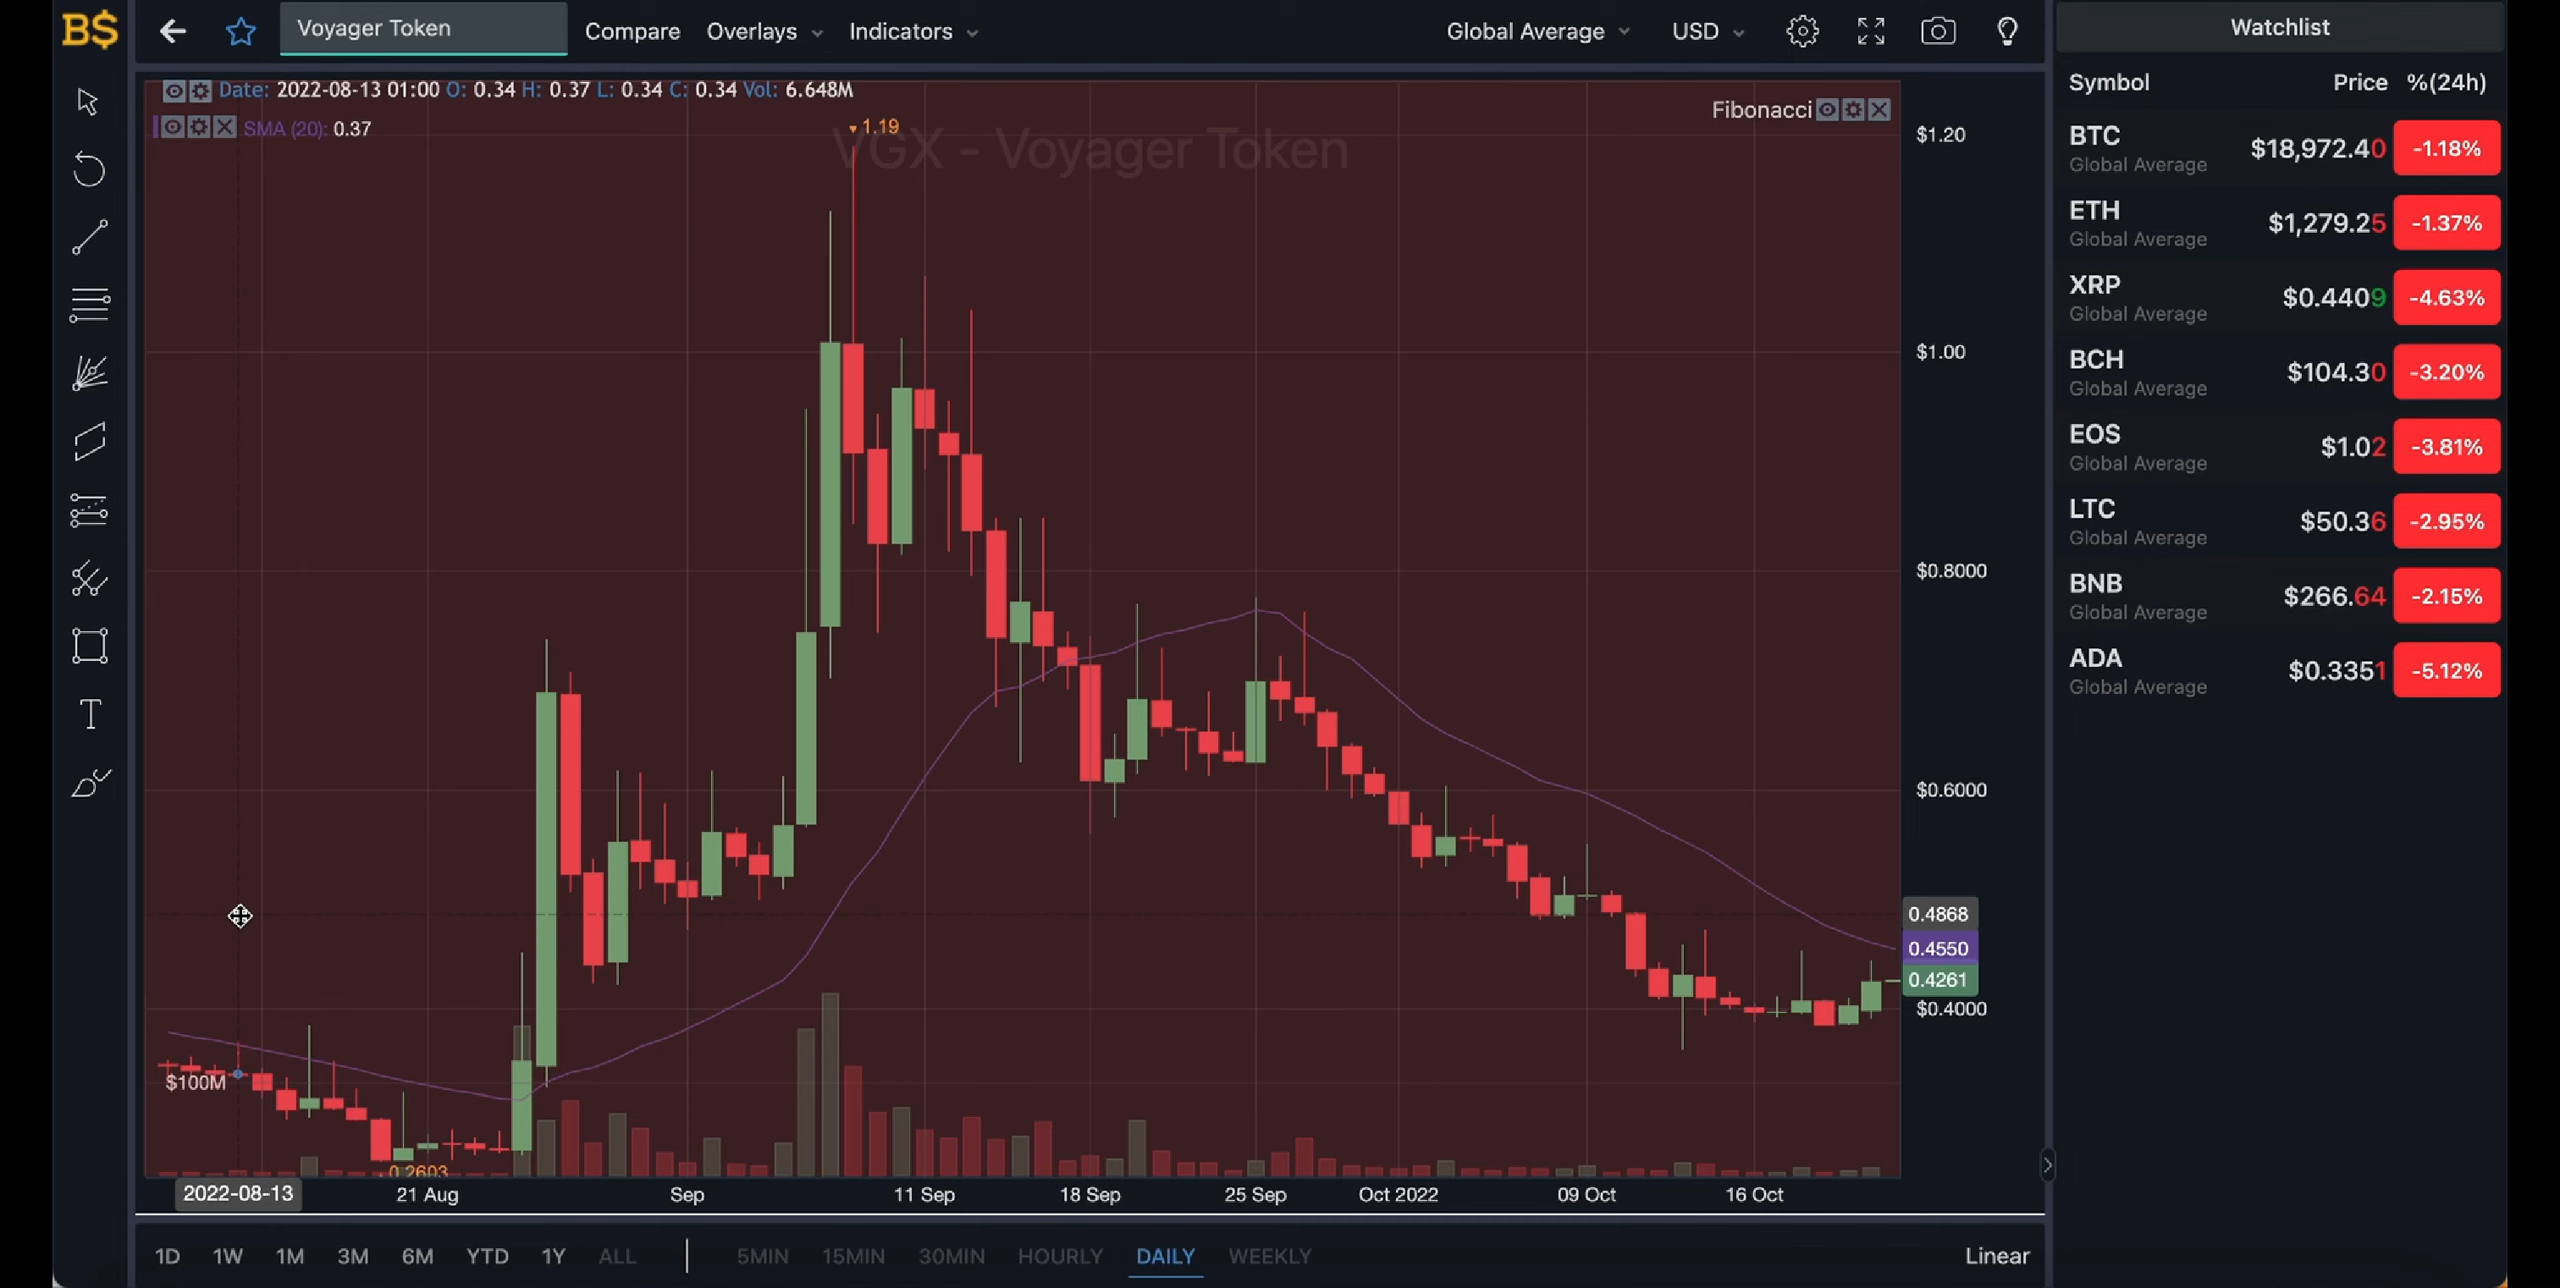 B$
Voyager Token
Compare
Overlays
Indicators
Global Average
USD
Watchlist
Date: 2022-08-13 01:00 O: 0.34 H: 0.37 L: 0.34 C: 0.34 Vol: 6.648M
SMA (20): 0.37
Fibonacci
VGX - Voyager Token
1.19
0.2603
$100M
$1.20
$1.00
$0.8000
$0.6000
0.4868
0.4550
0.4261
$0.4000
2022-08-13
21 Aug
Sep
11 Sep
18 Sep
25 Sep
Oct 2022
09 Oct
16 Oct
1D 1W 1M 3M 6M YTD 1Y ALL
5MIN 15MIN 30MIN HOURLY DAILY WEEKLY
Linear
Symbol Price %(24h)
BTC $18,972.40 -1.18%
Global Average
ETH $1,279.25 -1.37%
Global Average
XRP $0.4409 -4.63%
Global Average
BCH $104.30 -3.20%
Global Average
EOS $1.02 -3.81%
Global Average
LTC $50.36 -2.95%
Global Average
BNB $266.64 -2.15%
Global Average
ADA $0.3351 -5.12%
Global Average
T